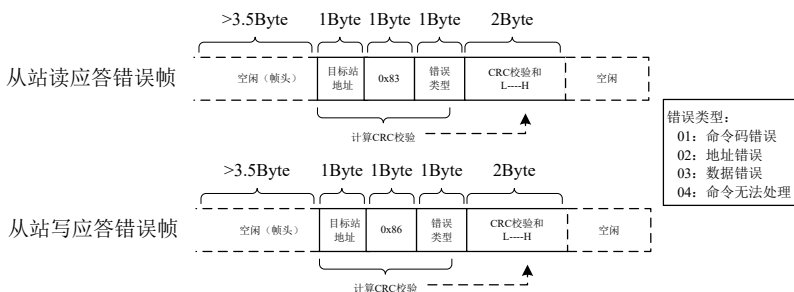 >3.5Byte 1Byte 1Byte 1Byte 2Byte
从站读应答错误帧
空闲（帧头）
目标站
地址
0x83
错误
类型
CRC校验和
L----H
空闲
计算CRC校验
错误类型：
01：命令码错误
02：地址错误
03：数据错误
04：命令无法处理
>3.5Byte 1Byte 1Byte 1Byte 2Byte
从站写应答错误帧
空闲（帧头）
目标站
地址
0x86
错误
类型
CRC校验和
L----H
空闲
计算CRC校验